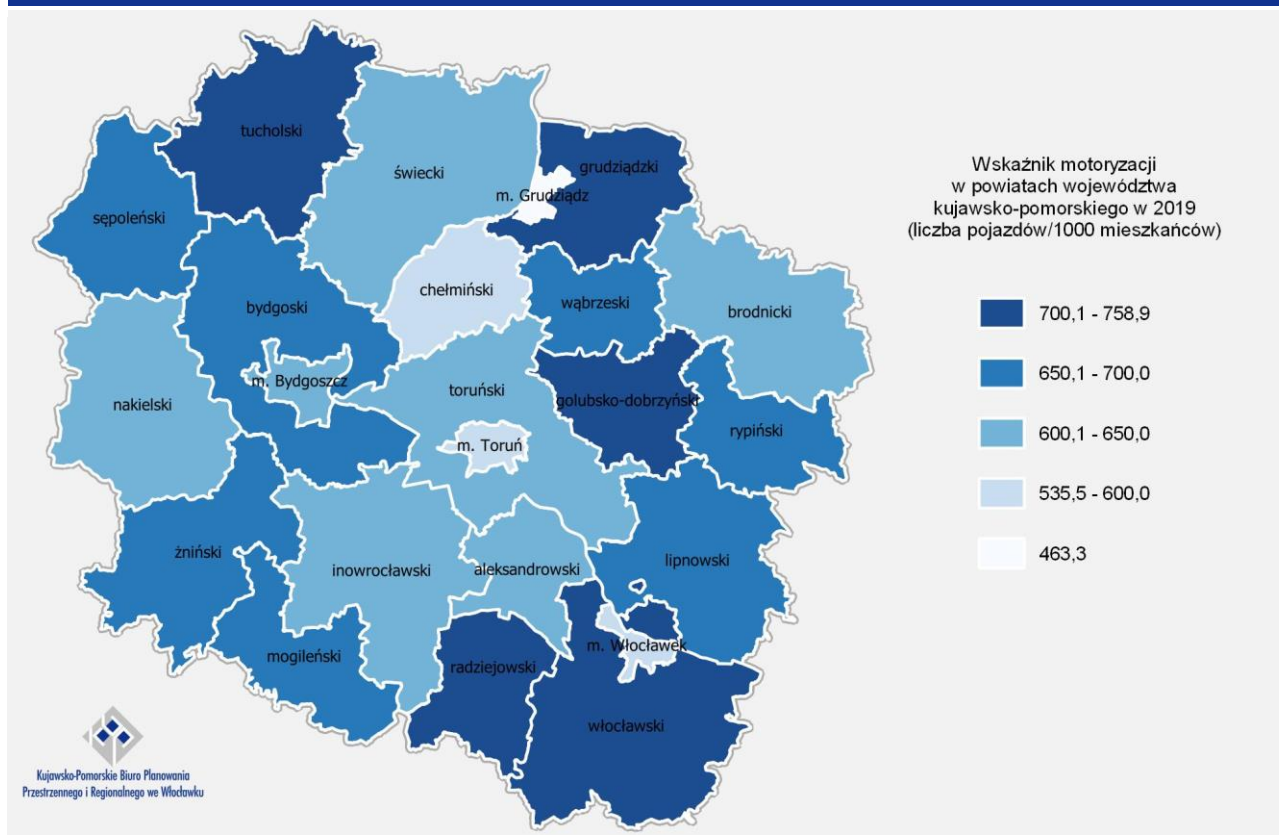 tucholski
świecki
grudziądzki
m. Grudziądz
sępoleński
chełmiński
bydgoski
wąbrzeski
brodnicki
m. Bydgoszcz
nakielski
toruński
golubsko-dobrzyński
rypiński
m. Toruń
żniński
inowrocławski
aleksandrowski
lipnowski
mogileński
radziejowski
m. Włocławek
włocławski
Wskaźnik motoryzacji
w powiatach województwa
kujawsko-pomorskiego w 2019
(liczba pojazdów/1000 mieszkańców)
700,1 - 758,9
650,1 - 700,0
600,1 - 650,0
535,5 - 600,0
463,3
Kujawsko-Pomorskie Biuro Planowania
Przestrzennego i Regionalnego we Włocławku